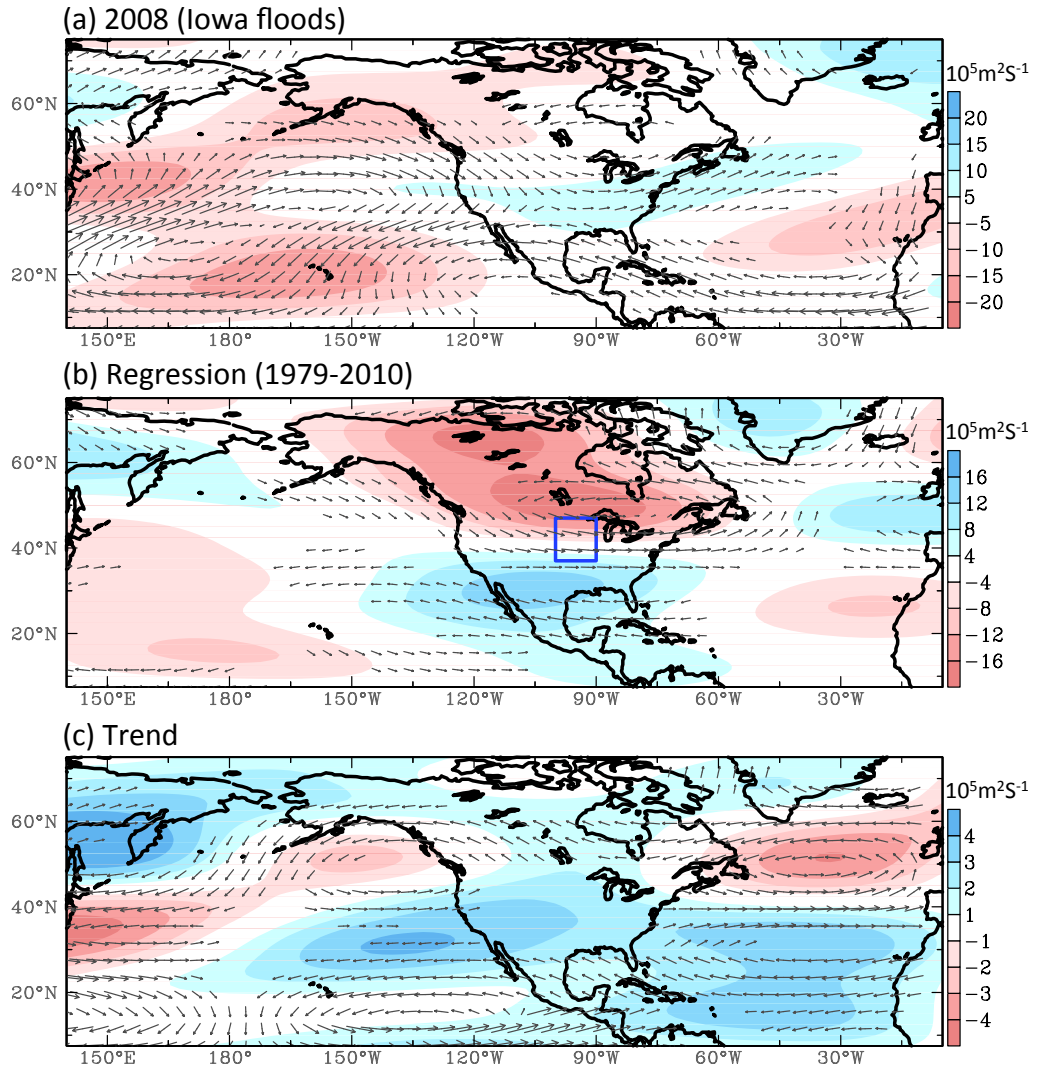 (a) 2008 (Iowa floods)
10⁵m²S⁻¹
60°N
40°N
20°N
20
15
10
5
−5
−10
−15
−20
150°E 180° 150°W 120°W 90°W 60°W 30°W
(b) Regression (1979-2010)
10⁵m²S⁻¹
60°N
40°N
20°N
16
12
8
4
−4
−8
−12
−16
150°E 180° 150°W 120°W 90°W 60°W 30°W
(c) Trend
10⁵m²S⁻¹
60°N
40°N
20°N
4
3
2
1
−1
−2
−3
−4
150°E 180° 150°W 120°W 90°W 60°W 30°W